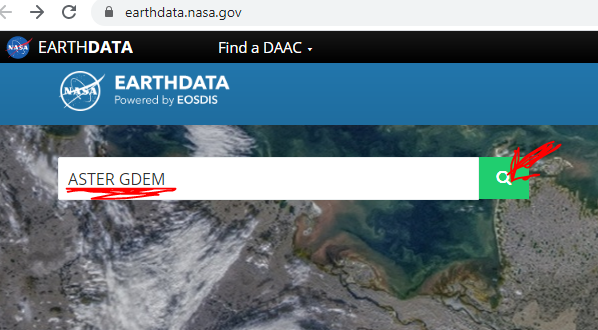 earthdata.nasa.gov
NASA EARTHDATA Find a DAAC
NASA EARTHDATA
Powered by EOSDIS
ASTER GDEM